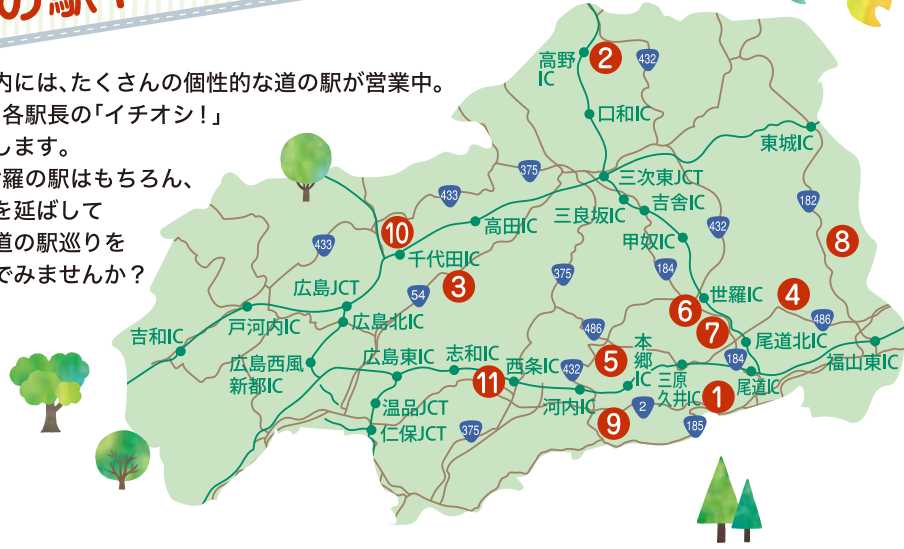 の駅
内には、たくさんの個性的な道の駅が営業中。
各駅長の「イチオシ!」
します。
羅の駅はもちろん、
を延ばして
道の駅巡りを
でみませんか?
高野
IC
2
432
口和IC
東城IC
375
三次東JCT
433
三良坂IC
吉舎IC
182
高田IC
432
10
甲奴IC
8
433
千代田IC
375
184
広島JCT
54
3
世羅IC
4
6
486
戸河内IC
広島北IC
486
7
吉和IC
本
郷
IC
尾道北IC
広島西風
新都IC
広島東IC
志和IC
西条IC
432
5
184
福山東IC
11
三原
久井IC
尾道IC
河内IC
2
1
温品JCT
9
185
仁保JCT
375